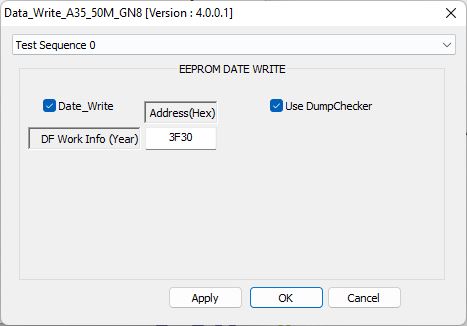 Data_Write_A35_50M_GN8 [Version : 4.0.0.1]
Test Sequence 0
EEPROM DATE WRITE
Date_Write
Address(Hex)
Use DumpChecker
DF Work Info (Year)
3F30
Apply
OK
Cancel